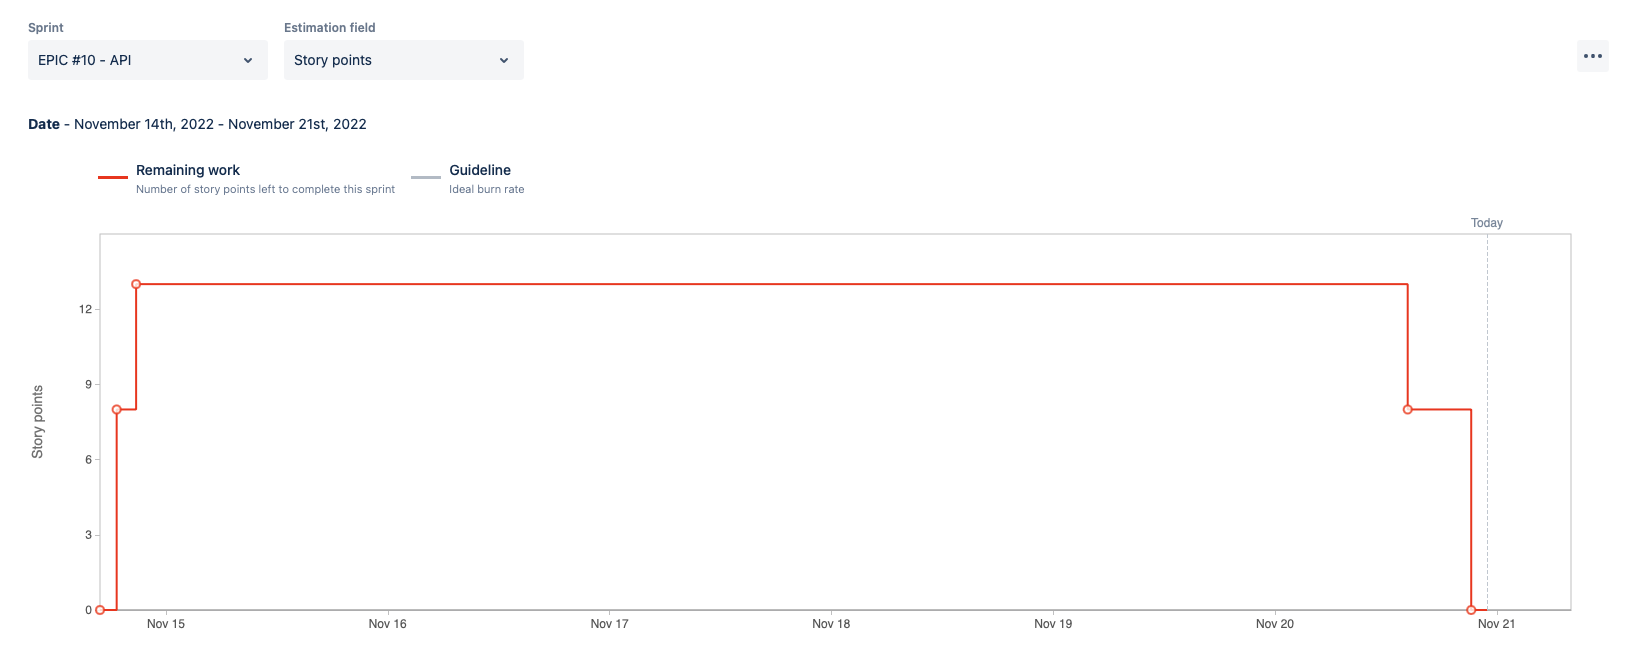 Sprint
Estimation field
EPIC #10 - API
Story points
Date - November 14th, 2022 - November 21st, 2022
Remaining work
Number of story points left to complete this sprint
Guideline
Ideal burn rate
Today
Story points
12
9
6
3
0
Nov 15
Nov 16
Nov 17
Nov 18
Nov 19
Nov 20
Nov 21